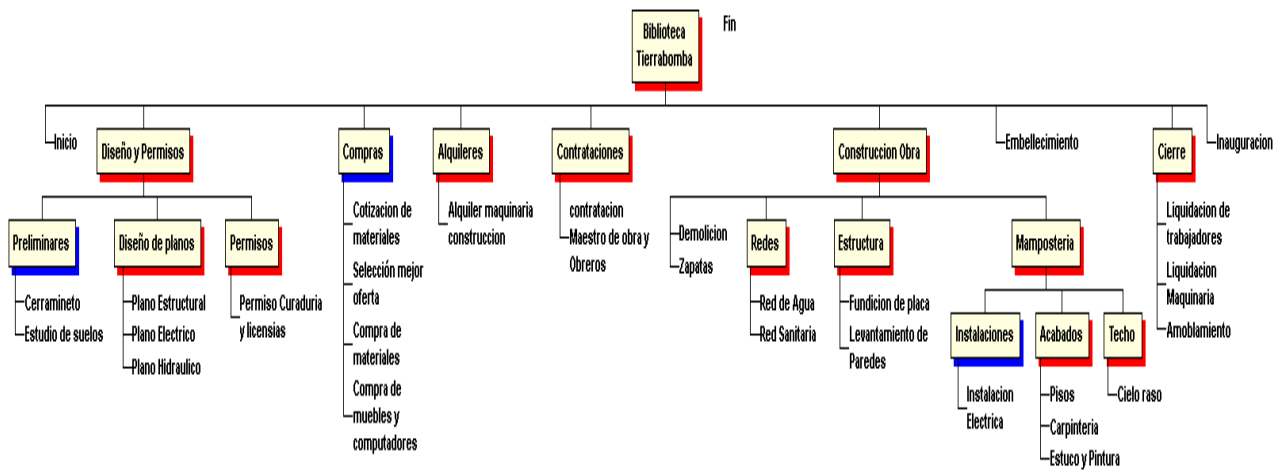 Biblioteca
Tierrabomba
Fin
Inicio
Diseño y Permisos
Compras
Alquileres
Contrataciones
Construccion Obra
Embellecimiento
Cierre
Inauguracion
Preliminares
Cerramineto
Estudio de suelos
Diseño de planos
Plano Estructural
Plano Electrico
Plano Hidraulico
Permisos
Permiso Curaduria
y licensias
Cotizacion de
materiales
Selección mejor
oferta
Compra de
materiales
Compra de
muebles y
computadores
Alquiler maquinaria
construccion
contratacion
Maestro de obra y
Obreros
Demolicion
Zapatas
Redes
Red de Agua
Red Sanitaria
Estructura
Fundicion de placa
Levantamiento de
Paredes
Mamposteria
Instalaciones
Instalacion
Electrica
Acabados
Pisos
Carpinteria
Estuco y Pintura
Techo
Cielo raso
Liquidacion de
trabajadores
Liquidacion
Maquinaria
Amoblamiento